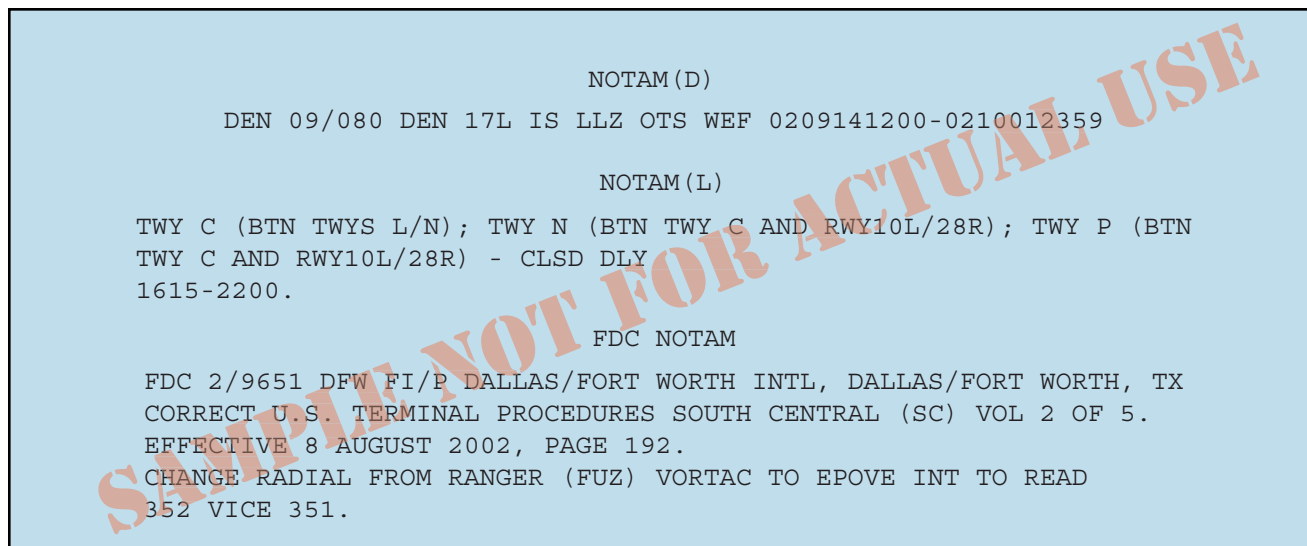 NOTAM(D)
DEN 09/080 DEN 17L IS LLZ OTS WEF 0209141200-0210012359
NOTAM(L)
TWY C (BTN TWYS L/N); TWY N (BTN TWY C AND RWY10L/28R); TWY P (BTN
TWY C AND RWY10L/28R) - CLSD DLY
1615-2200.
FDC NOTAM
FDC 2/9651 DFW FI/P DALLAS/FORT WORTH INTL, DALLAS/FORT WORTH, TX
CORRECT U.S. TERMINAL PROCEDURES SOUTH CENTRAL (SC) VOL 2 OF 5.
EFFECTIVE 8 AUGUST 2002, PAGE 192.
CHANGE RADIAL FROM RANGER (FUZ) VORTAC TO EPOVE INT TO READ
352 VICE 351.
SAMPLE NOT FOR ACTUAL USE